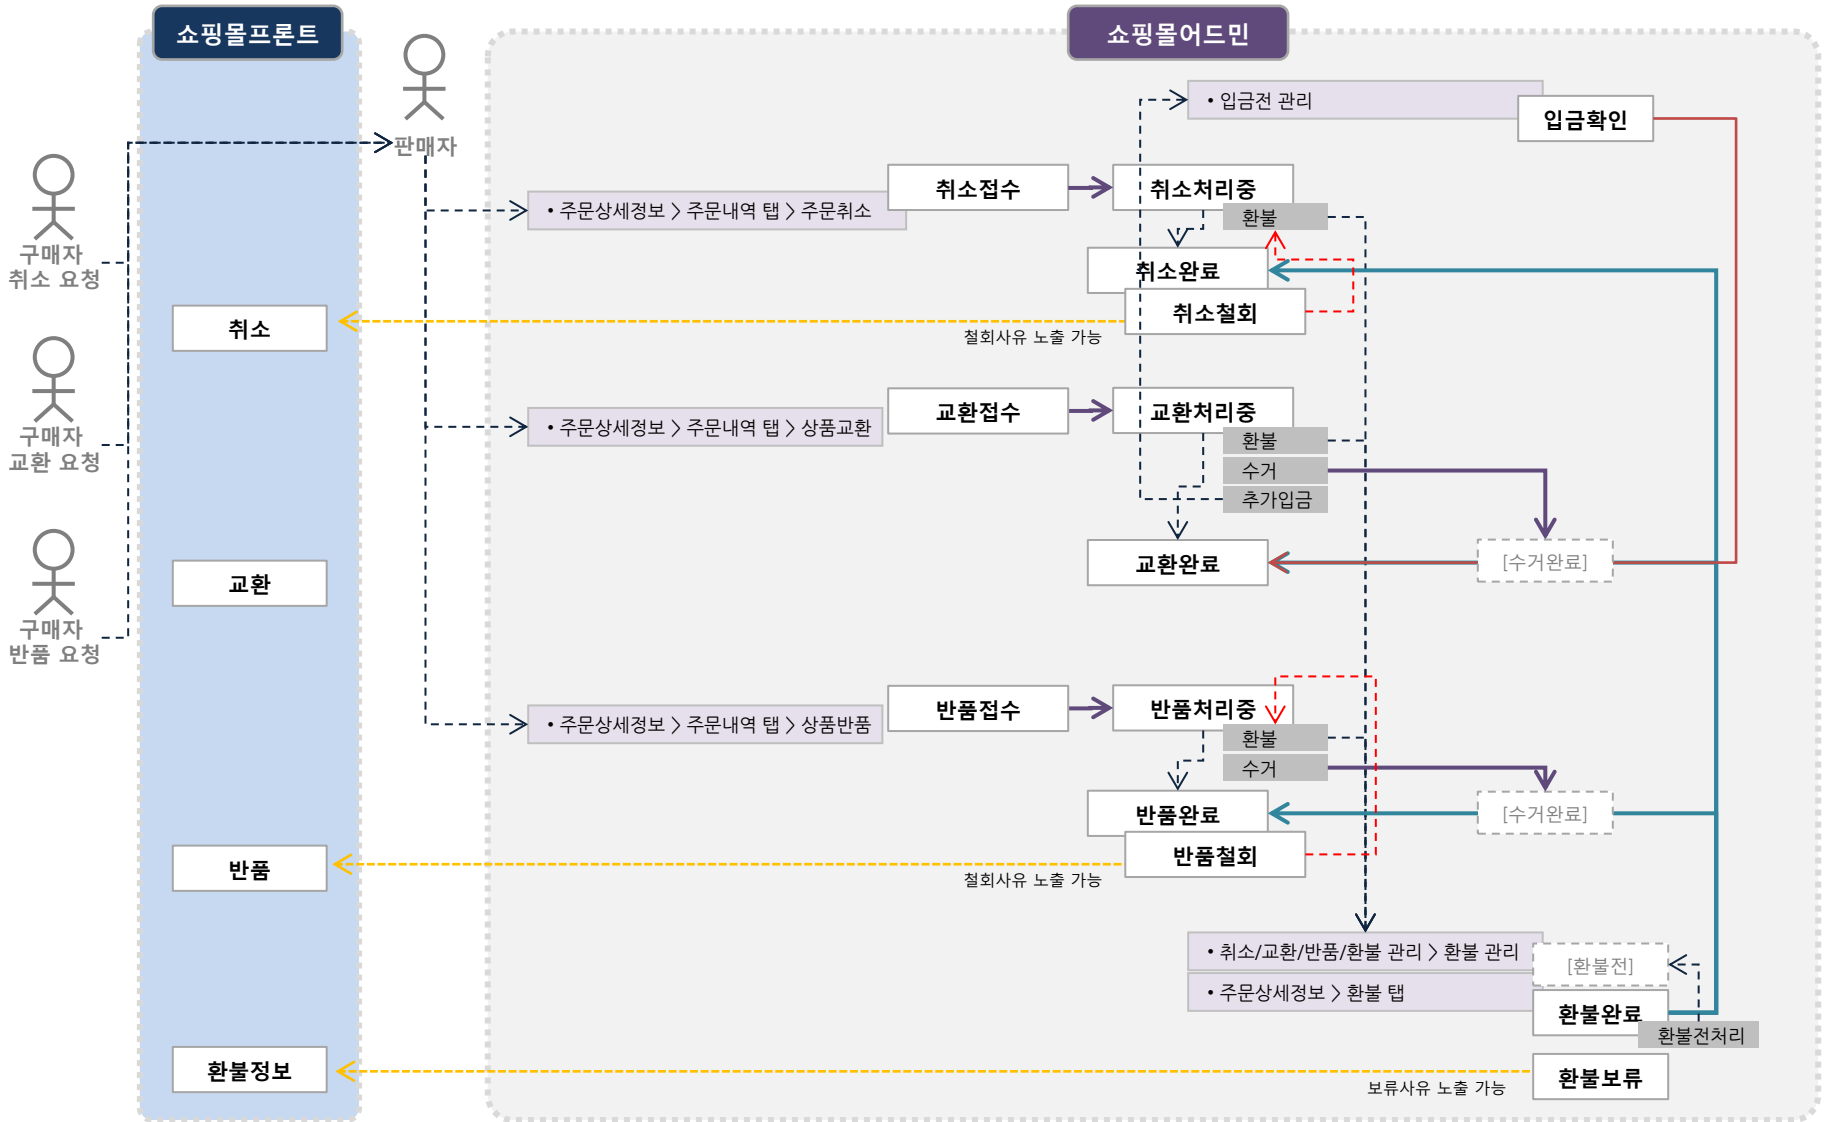 쇼핑몰프론트
쇼핑몰어드민
• 입금전 관리
입금확인
판매자
구매자
취소 요청
취소접수
취소처리중
• 주문상세정보 > 주문내역 탭 > 주문취소
환불
취소완료
취소철회
취소
철회사유 노출 가능
구매자
교환 요청
교환접수
교환처리중
• 주문상세정보 > 주문내역 탭 > 상품교환
환불
수거
추가입금
교환완료
[수거완료]
교환
구매자
반품 요청
반품접수
반품처리중
• 주문상세정보 > 주문내역 탭 > 상품반품
환불
수거
반품완료
[수거완료]
반품철회
반품
철회사유 노출 가능
• 취소/교환/반품/환불 관리 > 환불 관리
[환불전]
• 주문상세정보 > 환불 탭
환불완료
환불전처리
환불정보
환불보류
보류사유 노출 가능